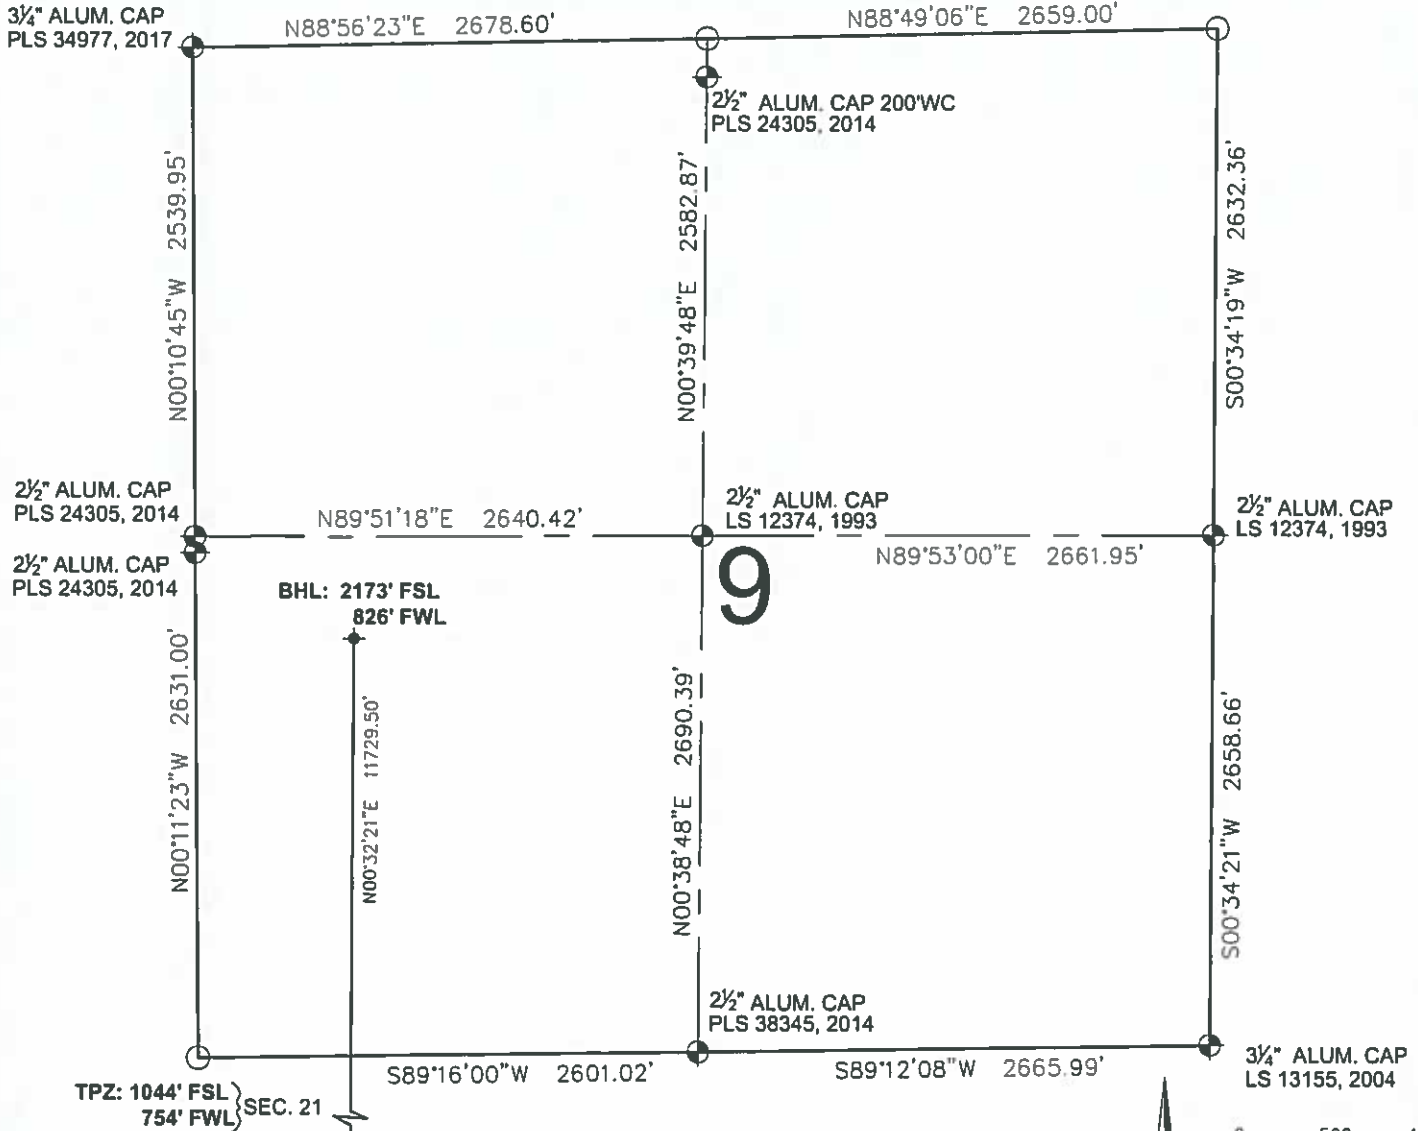 3¼" ALUM. CAP
PLS 34977, 2017
N88°56'23"E 2678.60'
N88°49'06"E 2659.00'
2½" ALUM. CAP 200'WC
PLS 24305, 2014
N00°10'45"W 2539.95'
N00°39'48"E 2582.87'
S00°34'19"W 2632.36'
2½" ALUM. CAP
PLS 24305, 2014
N89°51'18"E 2640.42'
2½" ALUM. CAP
LS 12374, 1993
N89°53'00"E 2661.95'
2½" ALUM. CAP
LS 12374, 1993
2½" ALUM. CAP
PLS 24305, 2014
9
BHL: 2173' FSL
826' FWL
N00°11'23"W 2631.00'
N00°32'21"E 11729.50'
N00°38'48"E 2690.39'
S00°34'21"W 2658.66'
2½" ALUM. CAP
PLS 38345, 2014
S89°16'00"W 2601.02'
S89°12'08"W 2665.99'
3¼" ALUM. CAP
LS 13155, 2004
TPZ: 1044' FSL
754' FWL
SEC. 21